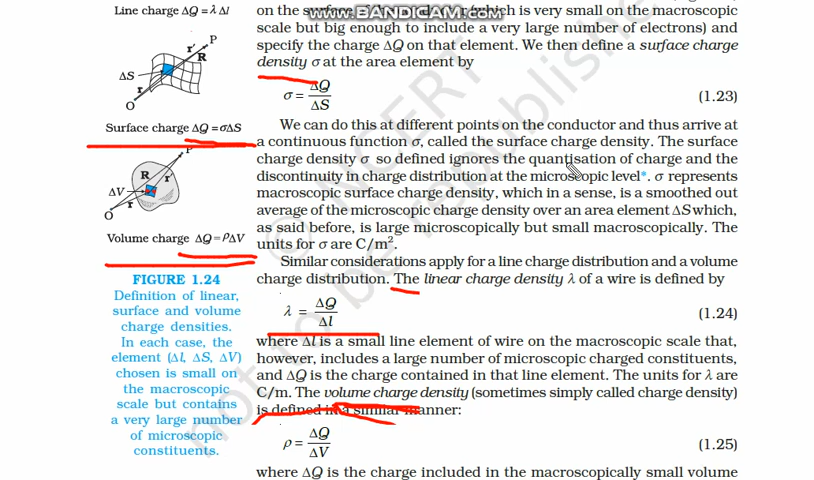 Line charge ΔQ = λ Δl
P
r'
R
ΔS
r
O
Surface charge ΔQ = σΔS
P
R
r'
ΔV
r
O
Volume charge ΔQ = ρΔV
FIGURE 1.24
Definition of linear,
surface and volume
charge densities.
In each case, the
element (Δl, ΔS, ΔV)
chosen is small on
the macroscopic
scale but contains
a very large number
of microscopic
constituents.
WWW.BANDICAM.COM
on the surface of the (which is very small on the macroscopic
scale but big enough to include a very large number of electrons) and
specify the charge ΔQ on that element. We then define a surface charge
density σ at the area element by
σ = ΔQ/ΔS (1.23)
We can do this at different points on the conductor and thus arrive at
a continuous function σ, called the surface charge density. The surface
charge density σ so defined ignores the quantisation of charge and the
discontinuity in charge distribution at the microscopic level*. σ represents
macroscopic surface charge density, which in a sense, is a smoothed out
average of the microscopic charge density over an area element ΔS which,
as said before, is large microscopically but small macroscopically. The
units for σ are C/m².
Similar considerations apply for a line charge distribution and a volume
charge distribution. The linear charge density λ of a wire is defined by
λ = ΔQ/Δl (1.24)
where Δl is a small line element of wire on the macroscopic scale that,
however, includes a large number of microscopic charged constituents,
and ΔQ is the charge contained in that line element. The units for λ are
C/m. The volume charge density (sometimes simply called charge density)
is defined in a similar manner:
ρ = ΔQ/ΔV (1.25)
where ΔQ is the charge included in the macroscopically small volume
© NCERT
not to be republished